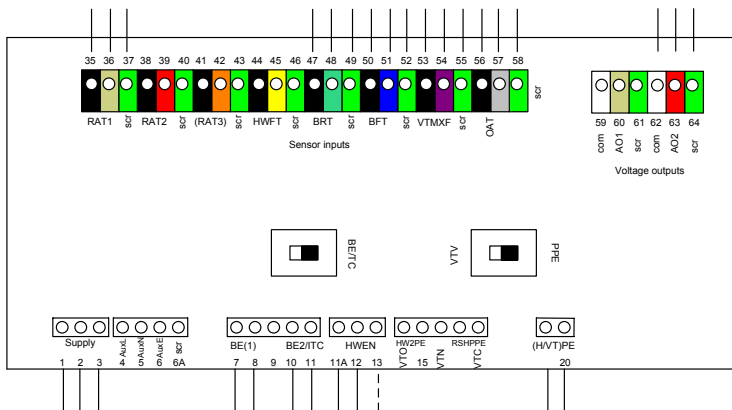 35 36 37 38 39 40 41 42 43 44 45 46 47 48 49 50 51 52 53 54 55 56 57 58
RAT1 scr RAT2 scr (RAT3) scr HWFT scr BRT scr BFT scr VTMXF scr OAT scr
Sensor inputs
59 60 61 62 63 64
com AO1 scr com AO2 scr
Voltage outputs
BE/TC
VTV PPE
Supply AuxL AuxN AuxE scr BE(1) BE2/ITC HWEN HW2PE RSHPPE (H/VT)PE
VTO VTN VTC
1 2 3 4 5 6 6A 7 8 9 10 11 11A 12 13 15 20